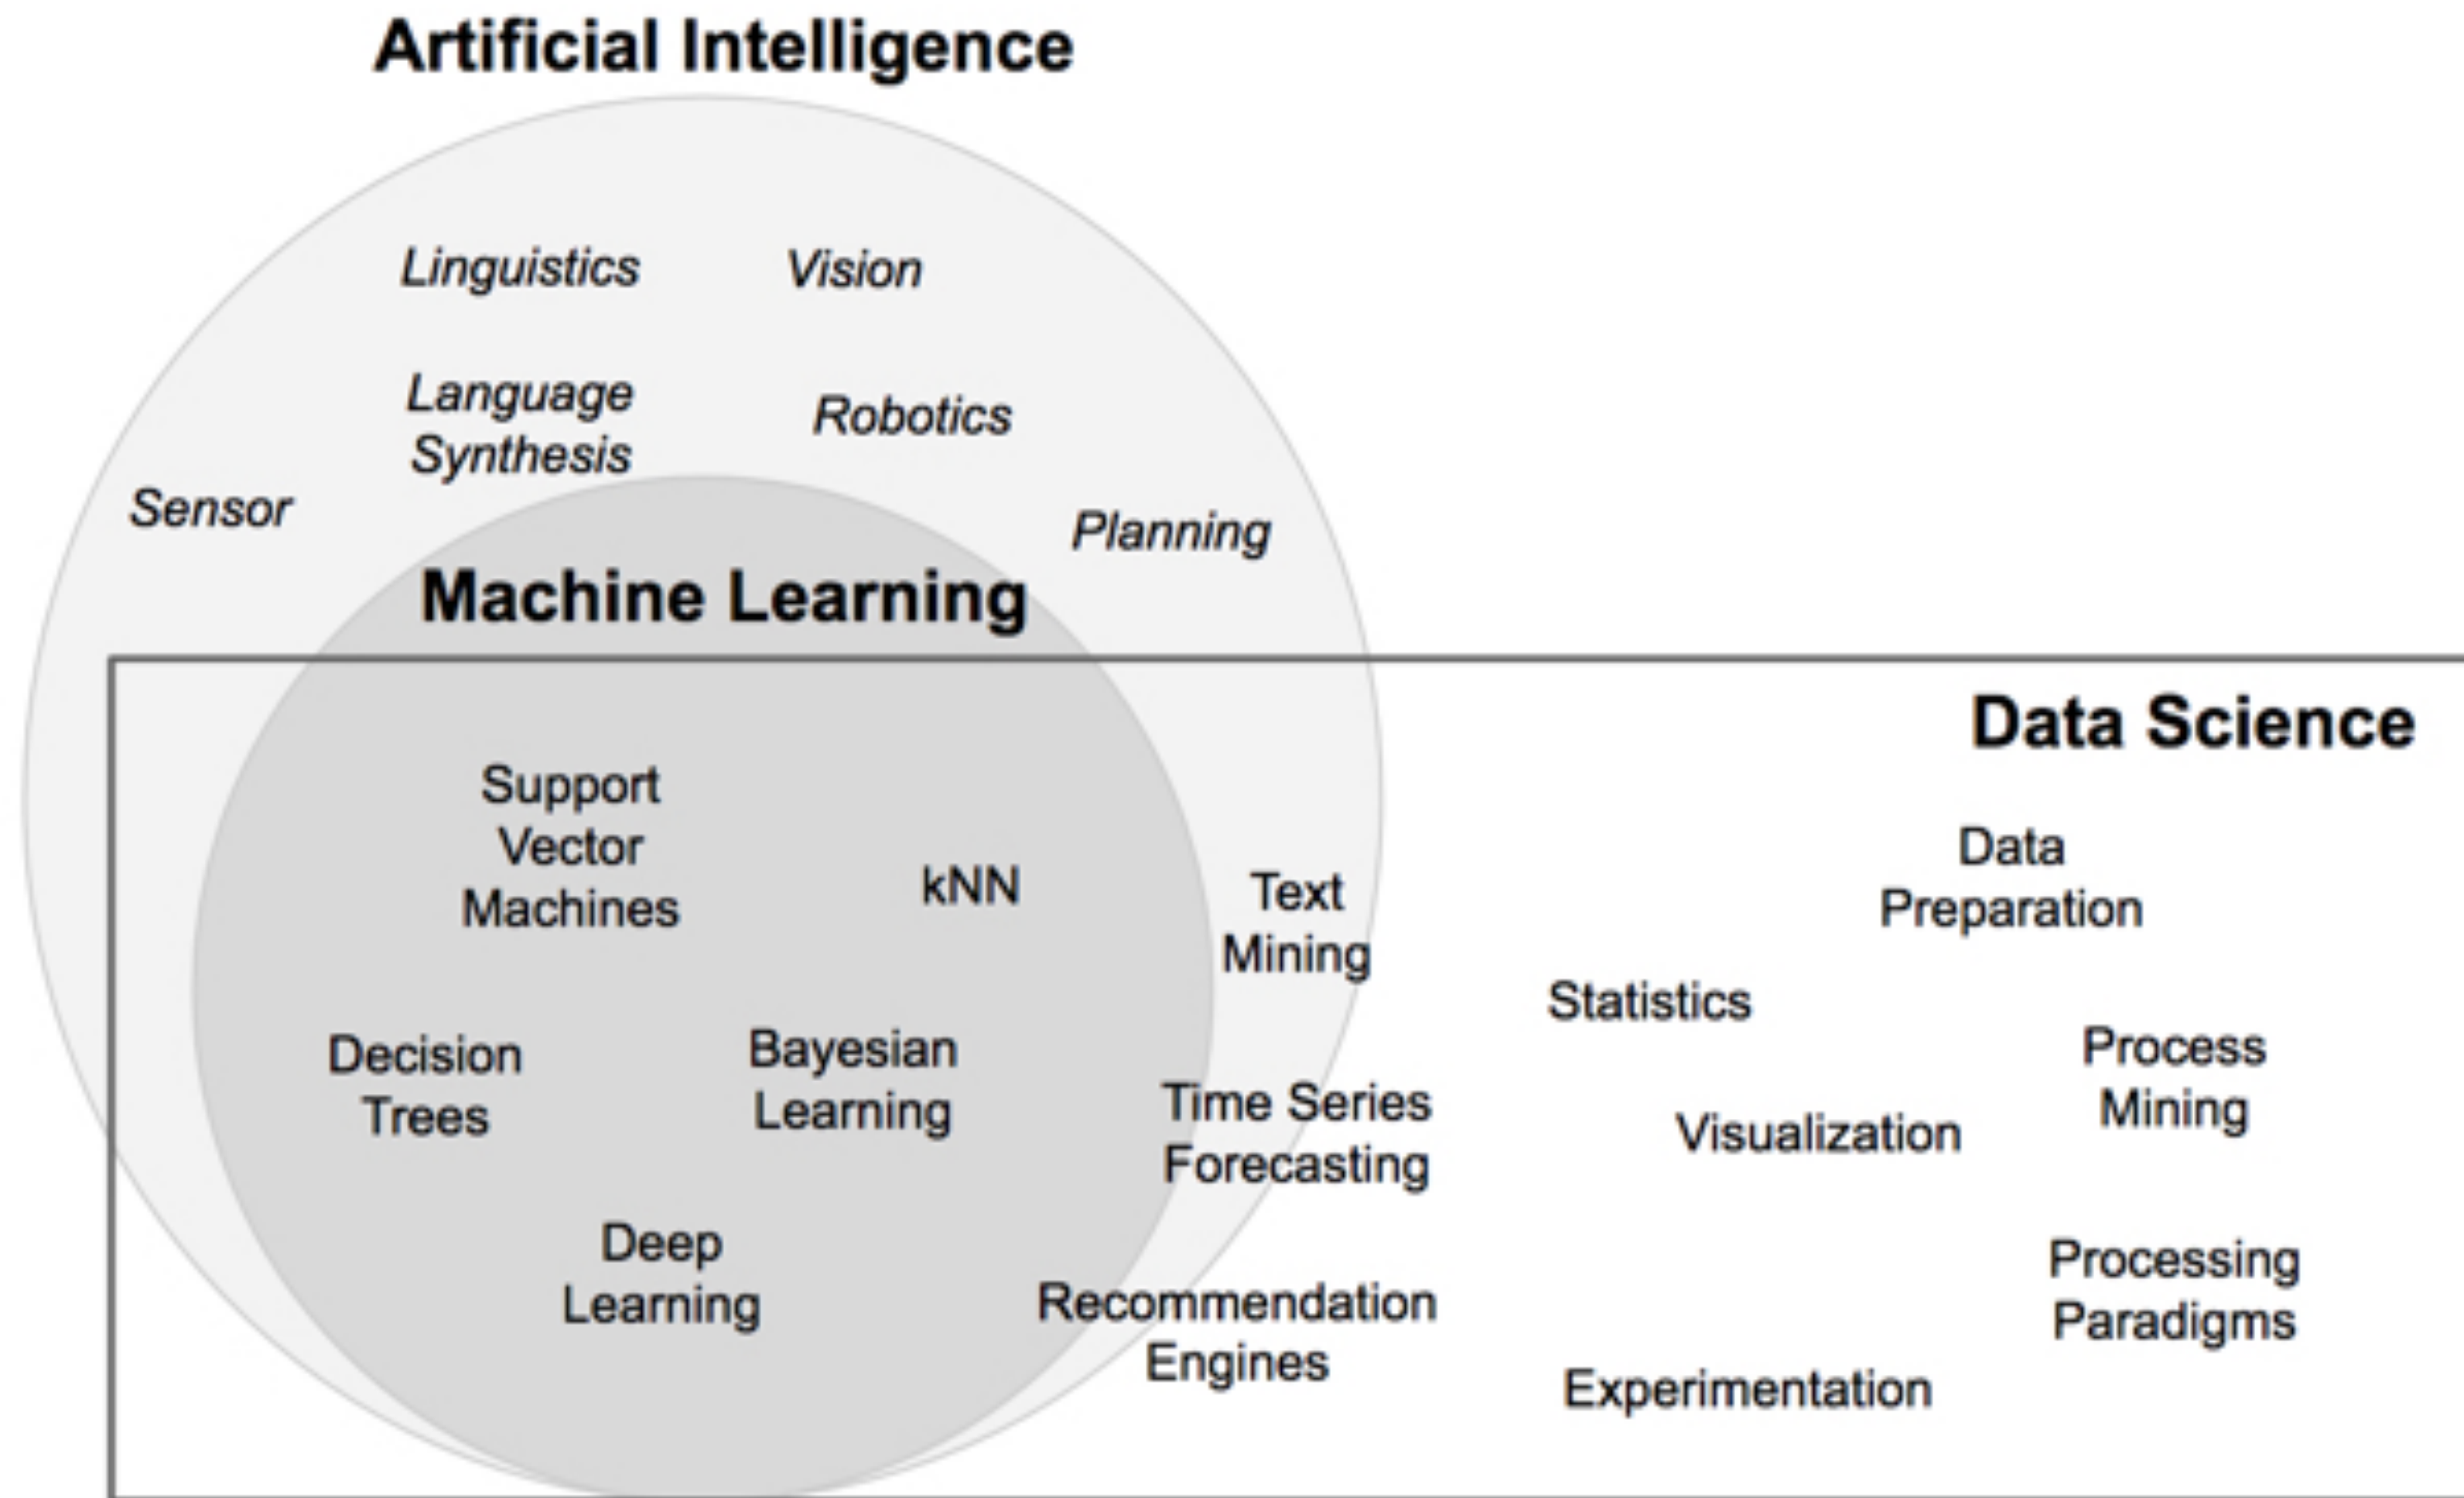 Artificial Intelligence
Linguistics
Vision
Language
Synthesis
Robotics
Sensor
Planning
Machine Learning
Data Science
Support
Vector
Machines
kNN
Text
Mining
Data
Preparation
Statistics
Decision
Trees
Bayesian
Learning
Time Series
Forecasting
Visualization
Process
Mining
Deep
Learning
Recommendation
Engines
Processing
Paradigms
Experimentation